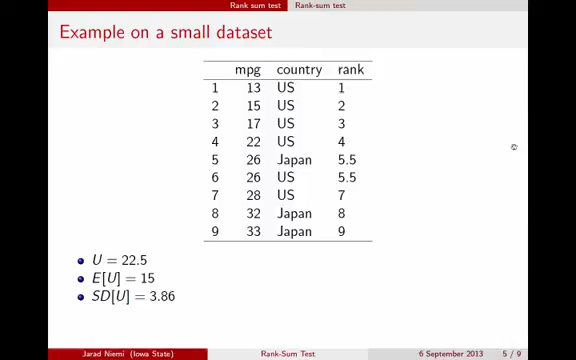 Rank sum test Rank-sum test
Example on a small dataset
mpg country rank
1 13 US 1
2 15 US 2
3 17 US 3
4 22 US 4
5 26 Japan 5.5
6 26 US 5.5
7 28 US 7
8 32 Japan 8
9 33 Japan 9
U = 22.5
E[U] = 15
SD[U] = 3.86
Jarad Niemi (Iowa State) Rank-Sum Test 6 September 2013 5 / 9